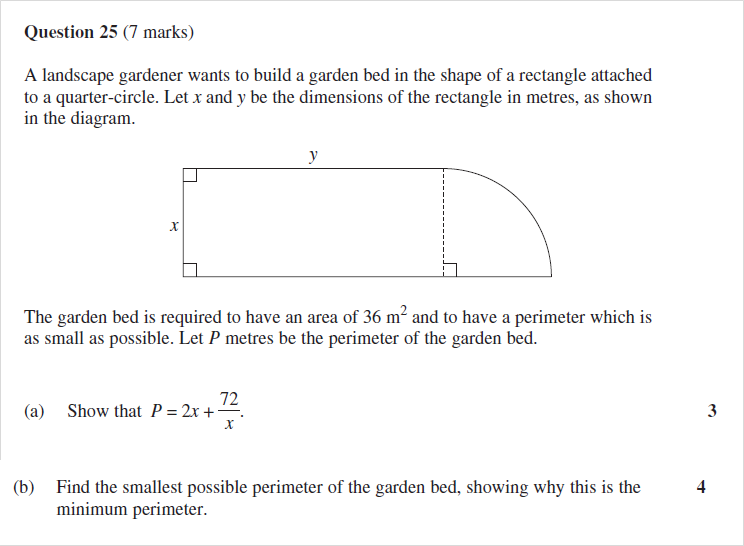 Question 25 (7 marks)
A landscape gardener wants to build a garden bed in the shape of a rectangle attached
to a quarter-circle. Let x and y be the dimensions of the rectangle in metres, as shown
in the diagram.
y
x
The garden bed is required to have an area of 36 m² and to have a perimeter which is
as small as possible. Let P metres be the perimeter of the garden bed.
(a) Show that P = 2x + 72/x. 3
(b) Find the smallest possible perimeter of the garden bed, showing why this is the 4
minimum perimeter.